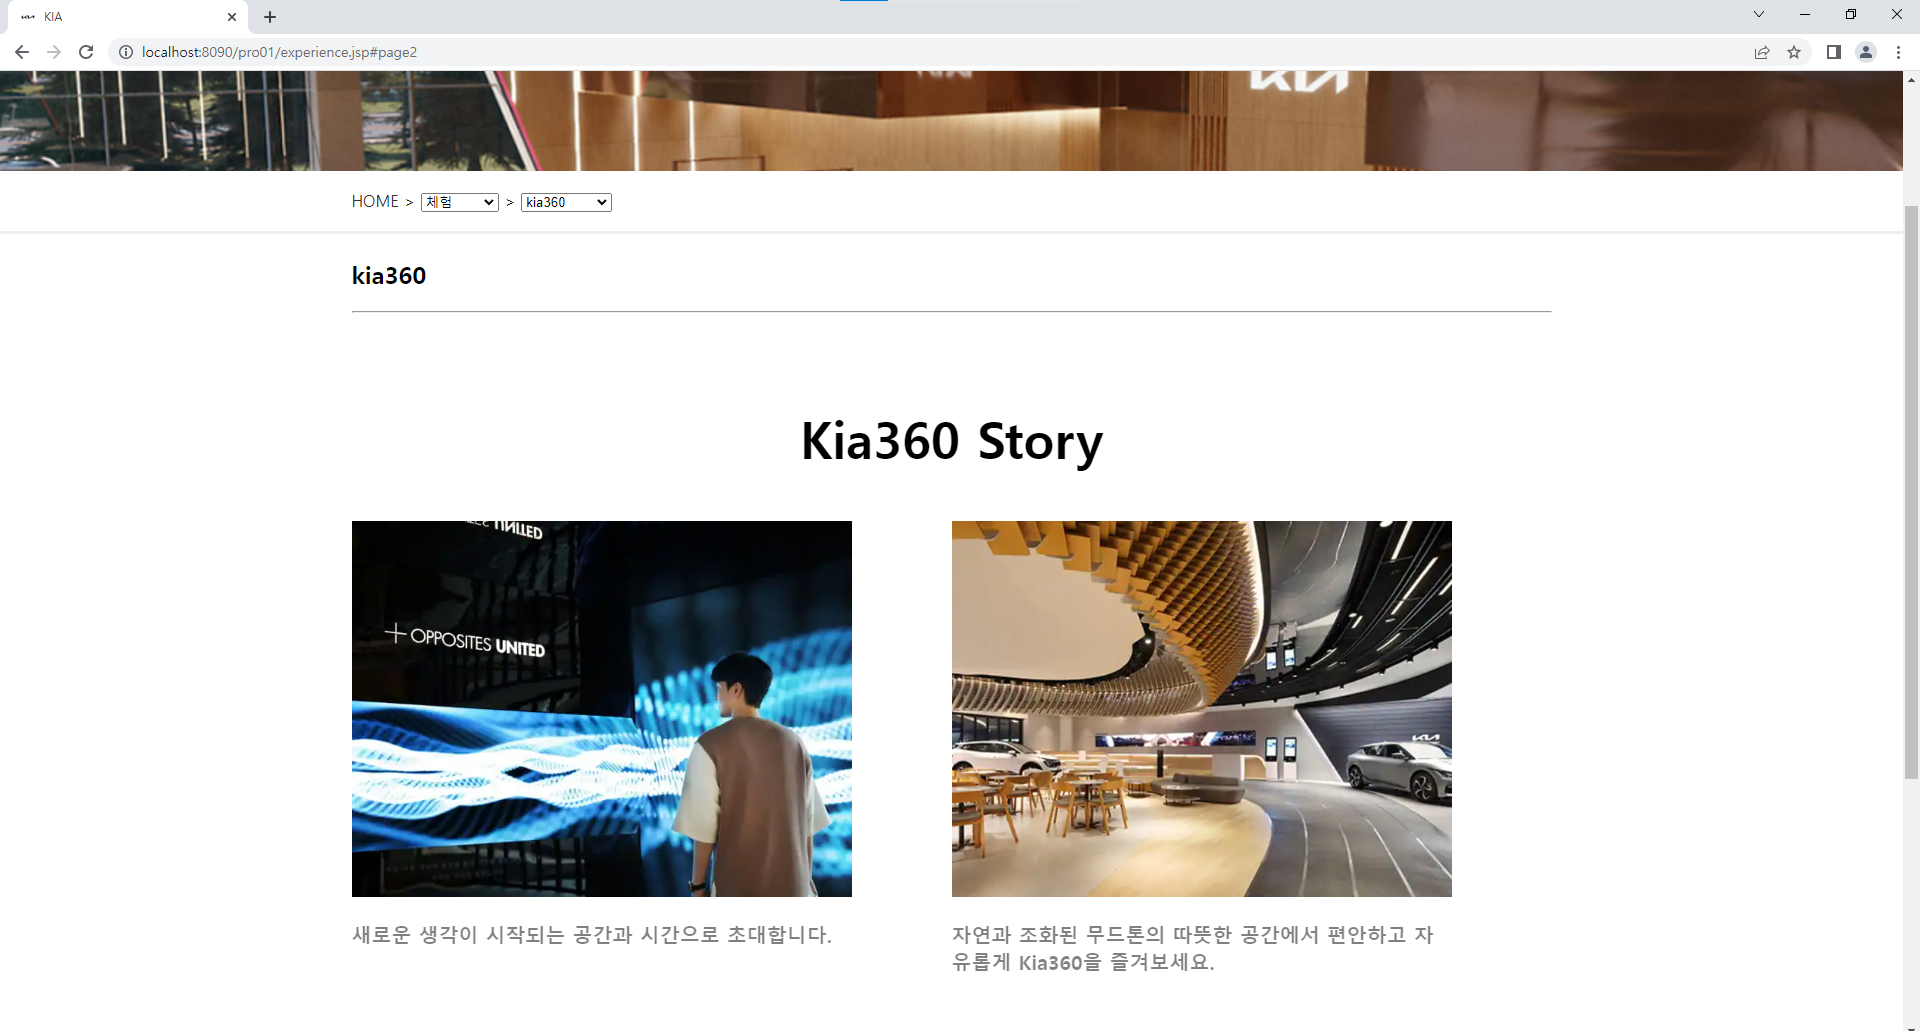 KIA
localhost:8090/pro01/experience.jsp#page2
KIA
HOME > 체험 > kia360
kia360
Kia360 Story
UNITED
+ OPPOSITES UNITED
새로운 생각이 시작되는 공간과 시간으로 초대합니다.
자연과 조화된 무드톤의 따뜻한 공간에서 편안하고 자
유롭게 Kia360을 즐겨보세요.